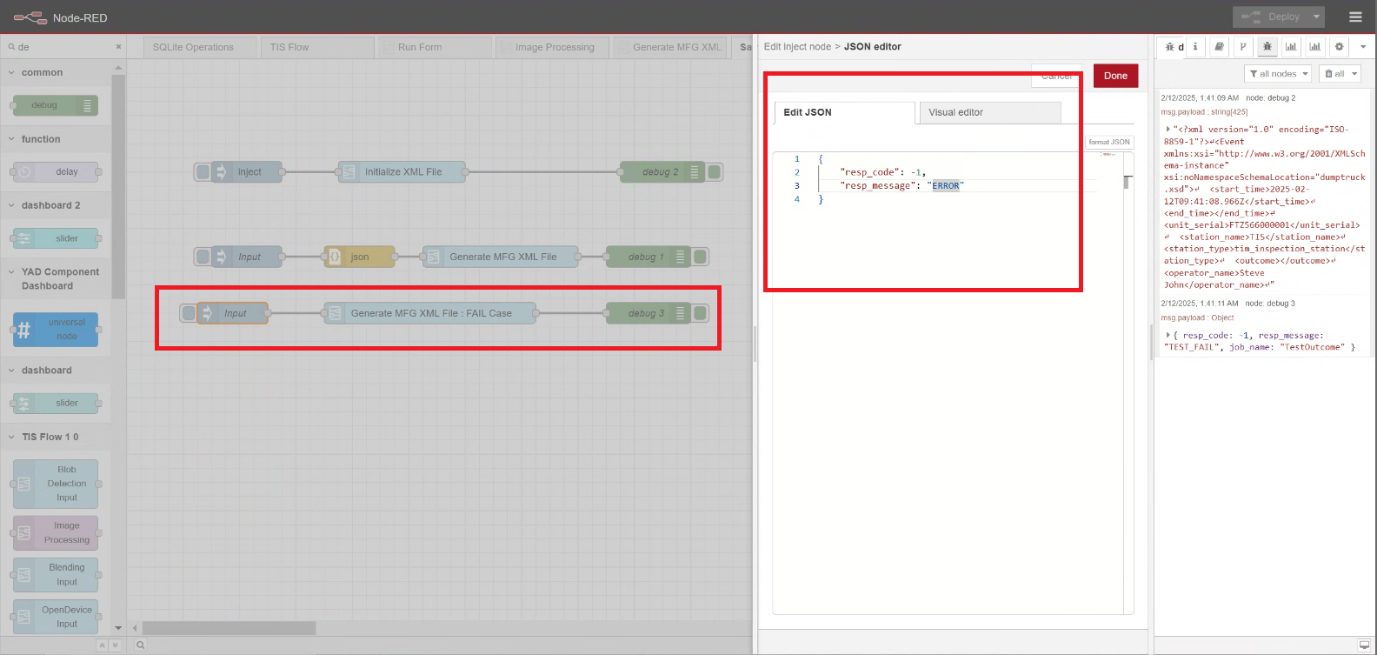 Node-RED
Deploy
de
SQLite Operations
TIS Flow
Run Form
Image Processing
Generate MFG XML
Sa
common
debug
function
delay
dashboard 2
slider
YAD Component
Dashboard
universal
node
dashboard
slider
TIS Flow 1 0
Blob
Detection
Input
Image
Processing
Blending
Input
OpenDevice
Input
Inject
Initialize XML File
debug 2
Input
json
Generate MFG XML File
debug 1
Input
Generate MFG XML File : FAIL Case
debug 3
Edit inject node > JSON editor
Cancel
Done
Edit JSON
Visual editor
format JSON
1 {
2 "resp_code": -1,
3 "resp_message": "ERROR"
4 }
d
all nodes
all
2/12/2025, 1:41:09 AM node: debug 2
msg.payload : string[425]
"<?xml version="1.0" encoding="ISO-
8859-1"?>↵<Event
xmlns:xsi="http://www.w3.org/2001/XMLSch
ema-instance"
xsi:noNamespaceSchemaLocation="dumptruck
.xsd">↵ <start_time>2025-02-
12T09:41:08.966Z</start_time>↵
<end_time></end_time>↵
<unit_serial>FTZ566000001</unit_serial>
↵ <station_name>TIS</station_name>↵
<station_type>tim_inspection_station</st
ation_type>↵ <outcome></outcome>↵
<operator_name>Steve
John</operator_name>↵"
2/12/2025, 1:41:11 AM node: debug 3
msg.payload : Object
{ resp_code: -1, resp_message:
"TEST_FAIL", job_name: "TestOutcome" }